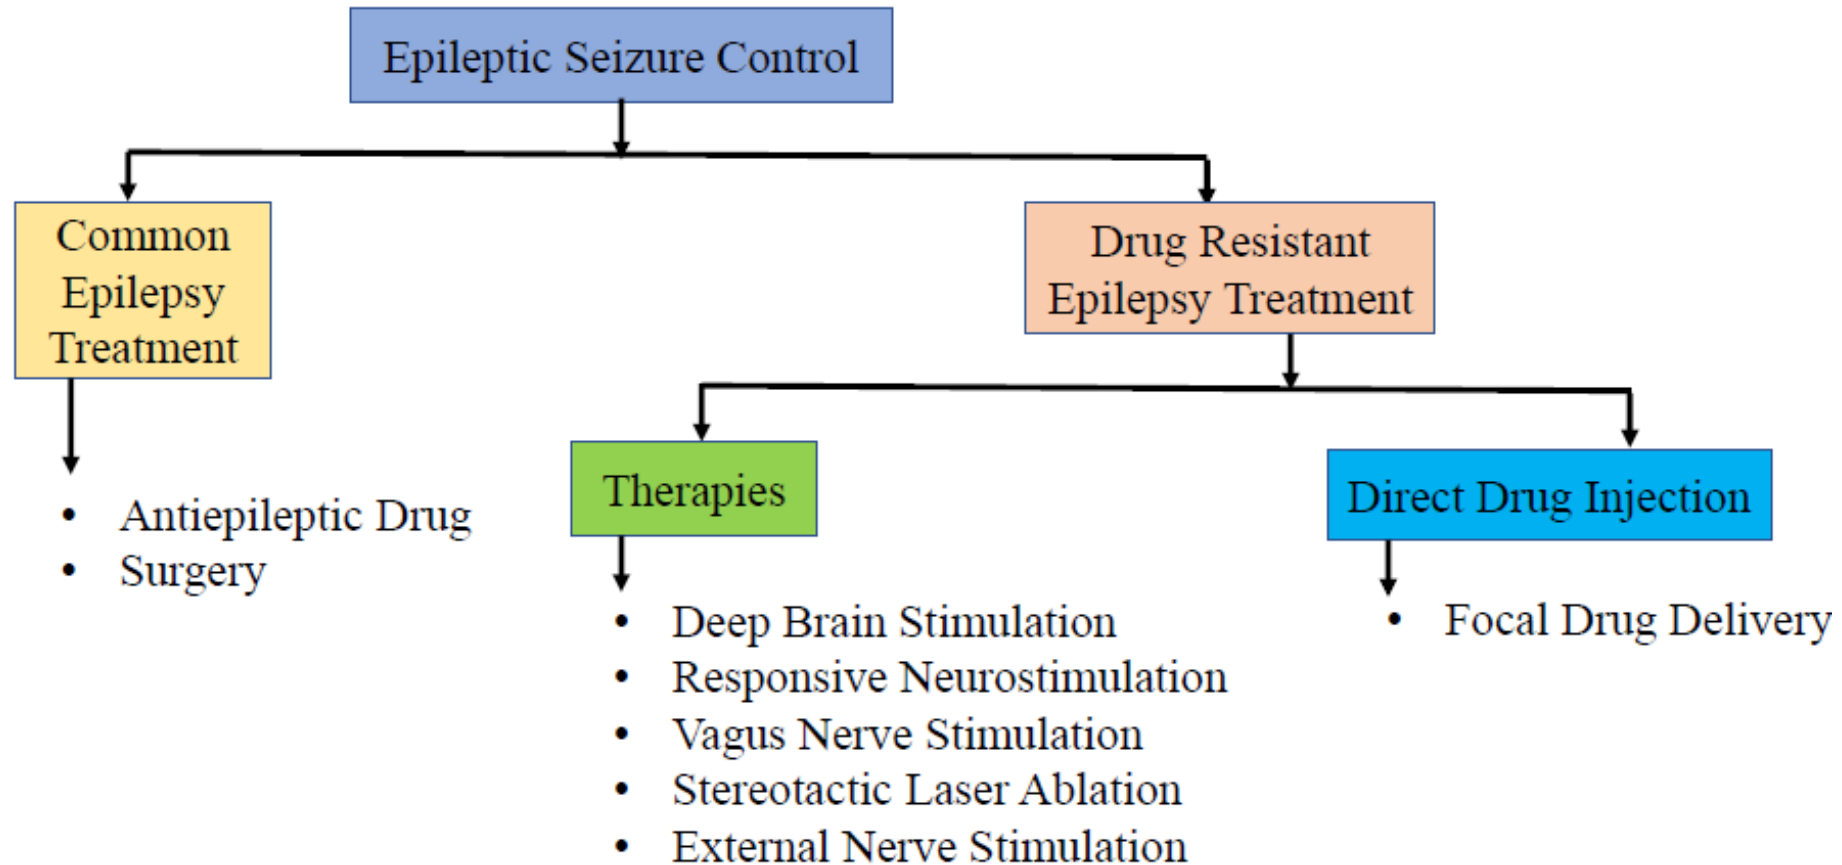 Epileptic Seizure Control
Common
Epilepsy
Treatment
Drug Resistant
Epilepsy Treatment
• Antiepileptic Drug
• Surgery
Therapies
• Deep Brain Stimulation
• Responsive Neurostimulation
• Vagus Nerve Stimulation
• Stereotactic Laser Ablation
• External Nerve Stimulation
Direct Drug Injection
• Focal Drug Delivery